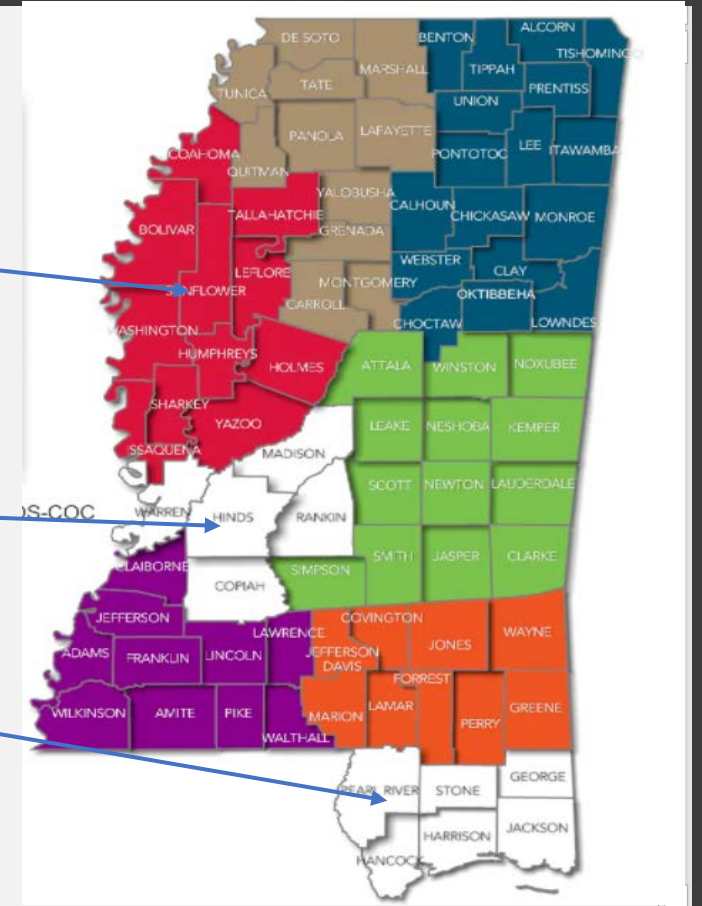 DE SOTO
BENTON
ALCORN
TISHOMINGO
MARSHALL
TIPPAH
TUNICA
TATE
PRENTISS
UNION
PANOLA
LAFAYETTE
COAHOMA
PONTOTOC
LEE
ITAWAMBA
QUITMAN
YALOBUSHA
CALHOUN
TALLAHATCHIE
CHICKASAW
MONROE
BOLIVAR
GRENADA
WEBSTER
CLAY
LEFLORE
MONTGOMERY
SUNFLOWER
OKTIBBEHA
CARROLL
CHOCTAW
LOWNDES
WASHINGTON
HUMPHREYS
HOLMES
ATTALA
WINSTON
NOXUBEE
SHARKEY
YAZOO
LEAKE
NESHOBA
KEMPER
SSAQUENA
MADISON
SCOTT
NEWTON
LAUDERDALE
OS-COC
WARREN
HINDS
RANKIN
CLAIBORNE
SMITH
JASPER
CLARKE
SIMPSON
COPIAH
JEFFERSON
COVINGTON
LAWRENCE
JONES
WAYNE
ADAMS
FRANKLIN
LINCOLN
JEFFERSON
DAVIS
FORREST
WILKINSON
AMITE
PIKE
MARION
LAMAR
PERRY
GREENE
WALTHALL
GEORGE
PEARL RIVER
STONE
JACKSON
HARRISON
HANCOCK